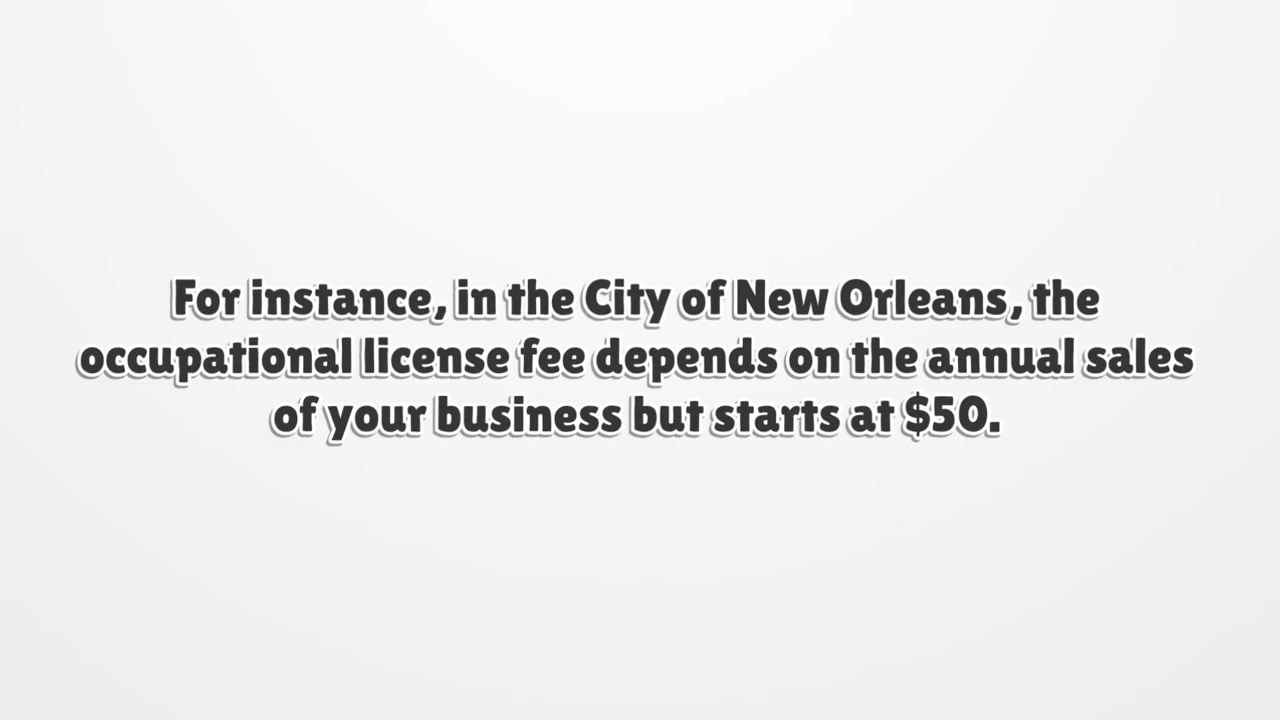 For instance, in the City of New Orleans, the
occupational license fee depends on the annual sales
of your business but starts at $50.